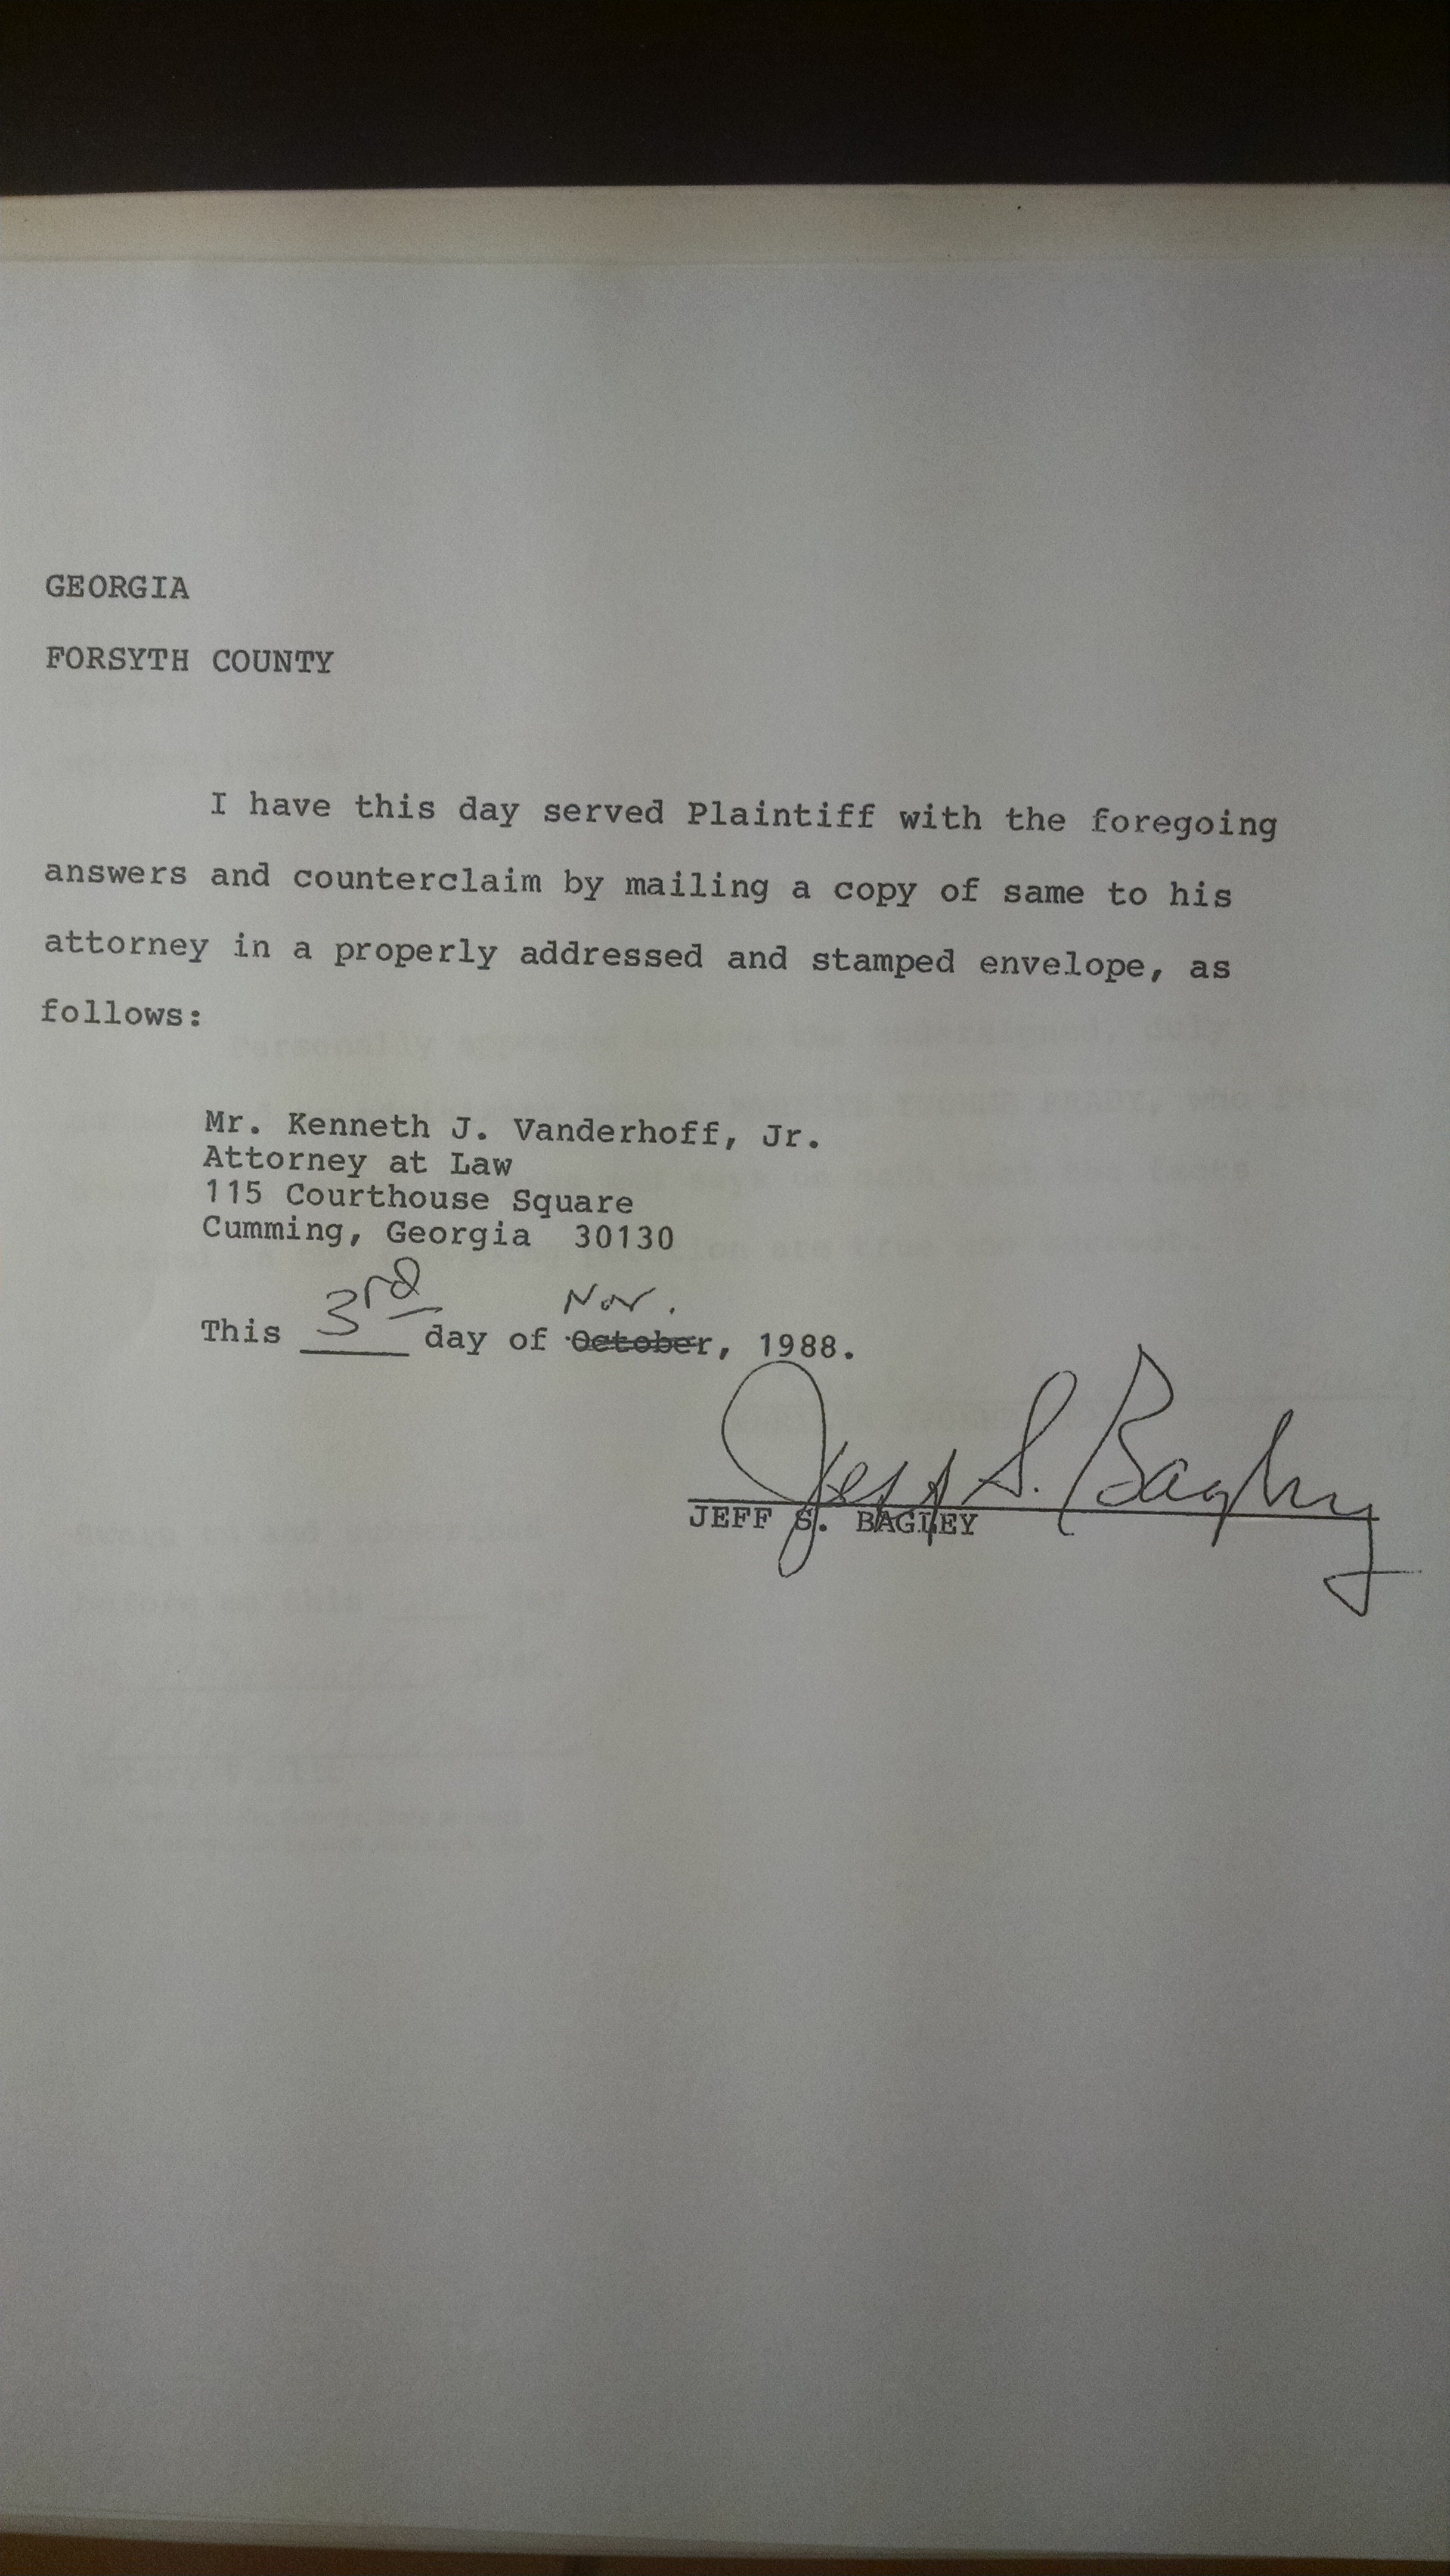 GEORGIA
FORSYTH COUNTY
I have this day served Plaintiff with the foregoing
answers and counterclaim by mailing a copy of same to his
attorney in a properly addressed and stamped envelope, as
follows:
Mr. Kenneth J. Vanderhoff, Jr.
Attorney at Law
115 Courthouse Square
Cumming, Georgia 30130
Nov.
This 3rd day of October, 1988.
Jeff S. Bagley
JEFF S. BAGLEY